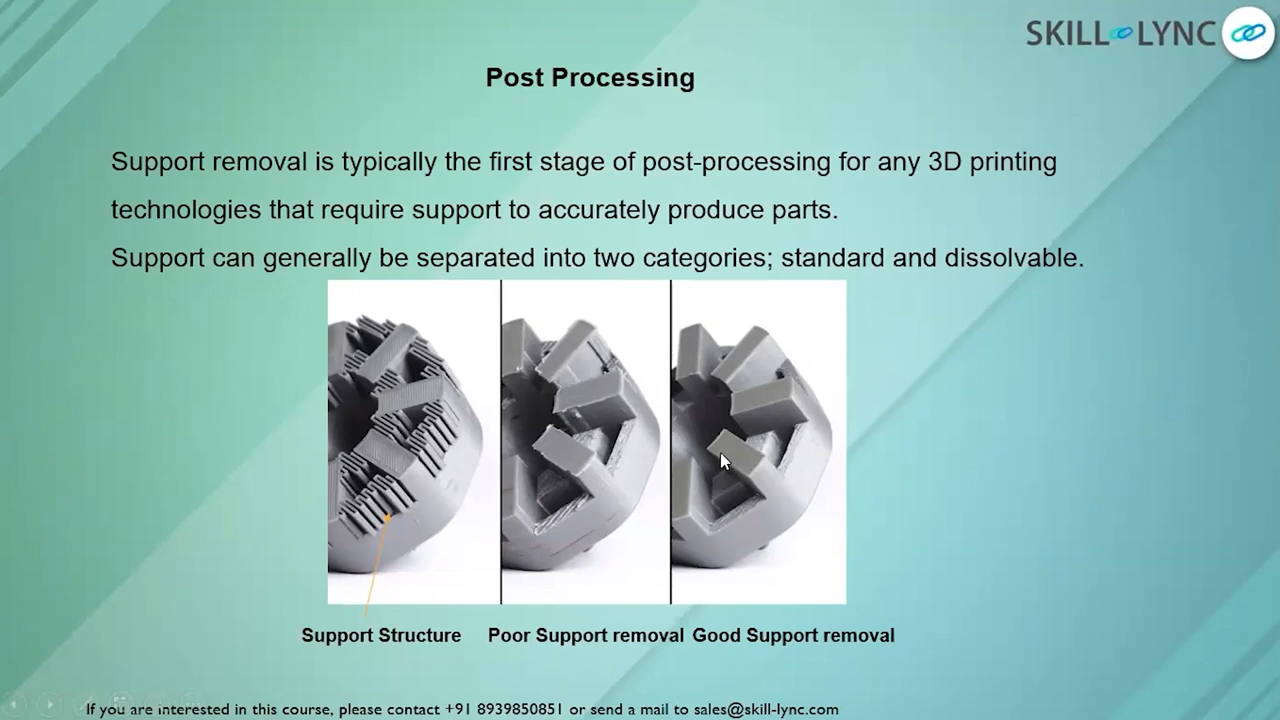 SKILL LYNC
Post Processing
Support removal is typically the first stage of post-processing for any 3D printing
technologies that require support to accurately produce parts.
Support can generally be separated into two categories; standard and dissolvable.
Support Structure
Poor Support removal
Good Support removal
If you are interested in this course, please contact +91 8939850851 or send a mail to sales@skill-lync.com